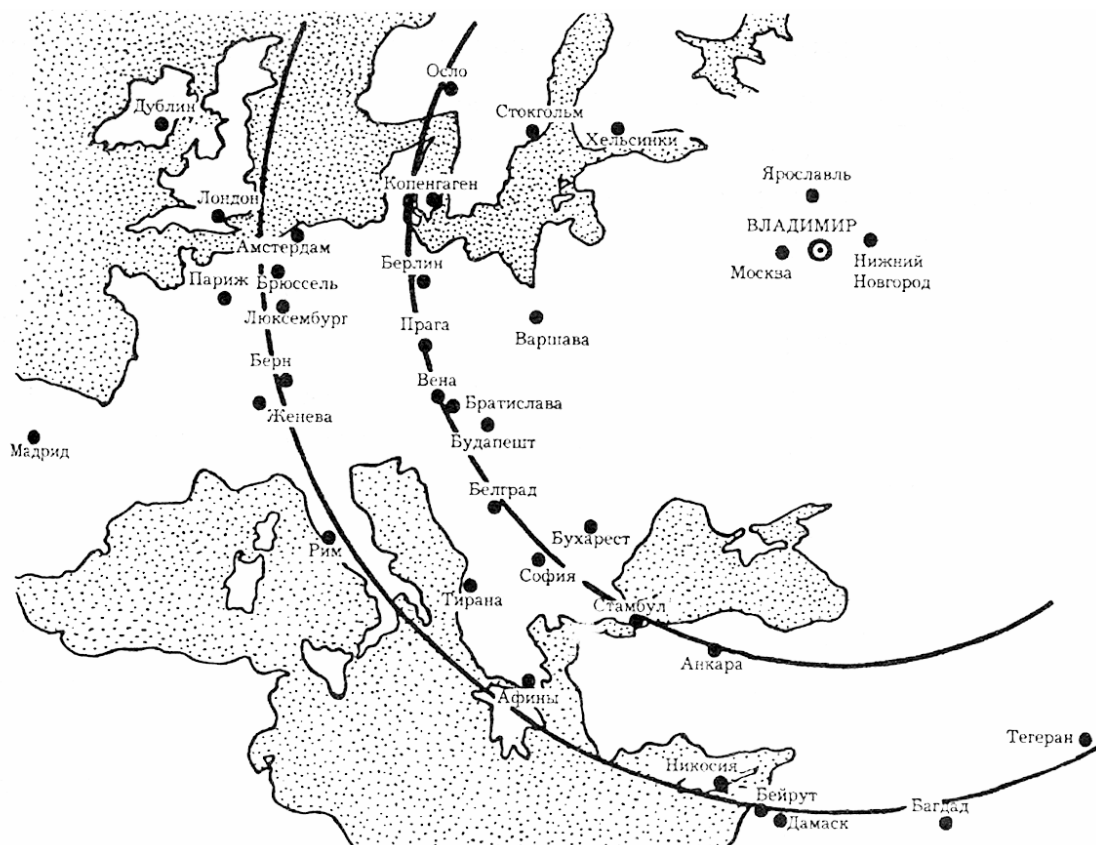 Осло
Дублин
Стокгольм
Хельсинки
Ярославль
Копенгаген
Лондон
ВЛАДИМИР
Амстердам
Москва
Нижний
Новгород
Берлин
Париж
Брюссель
Люксембург
Прага
Варшава
Берн
Вена
Братислава
Женева
Будапешт
Мадрид
Белград
Бухарест
Рим
София
Тирана
Стамбул
Анкара
Афины
Тегеран
Никосия
Бейрут
Багдад
Дамаск